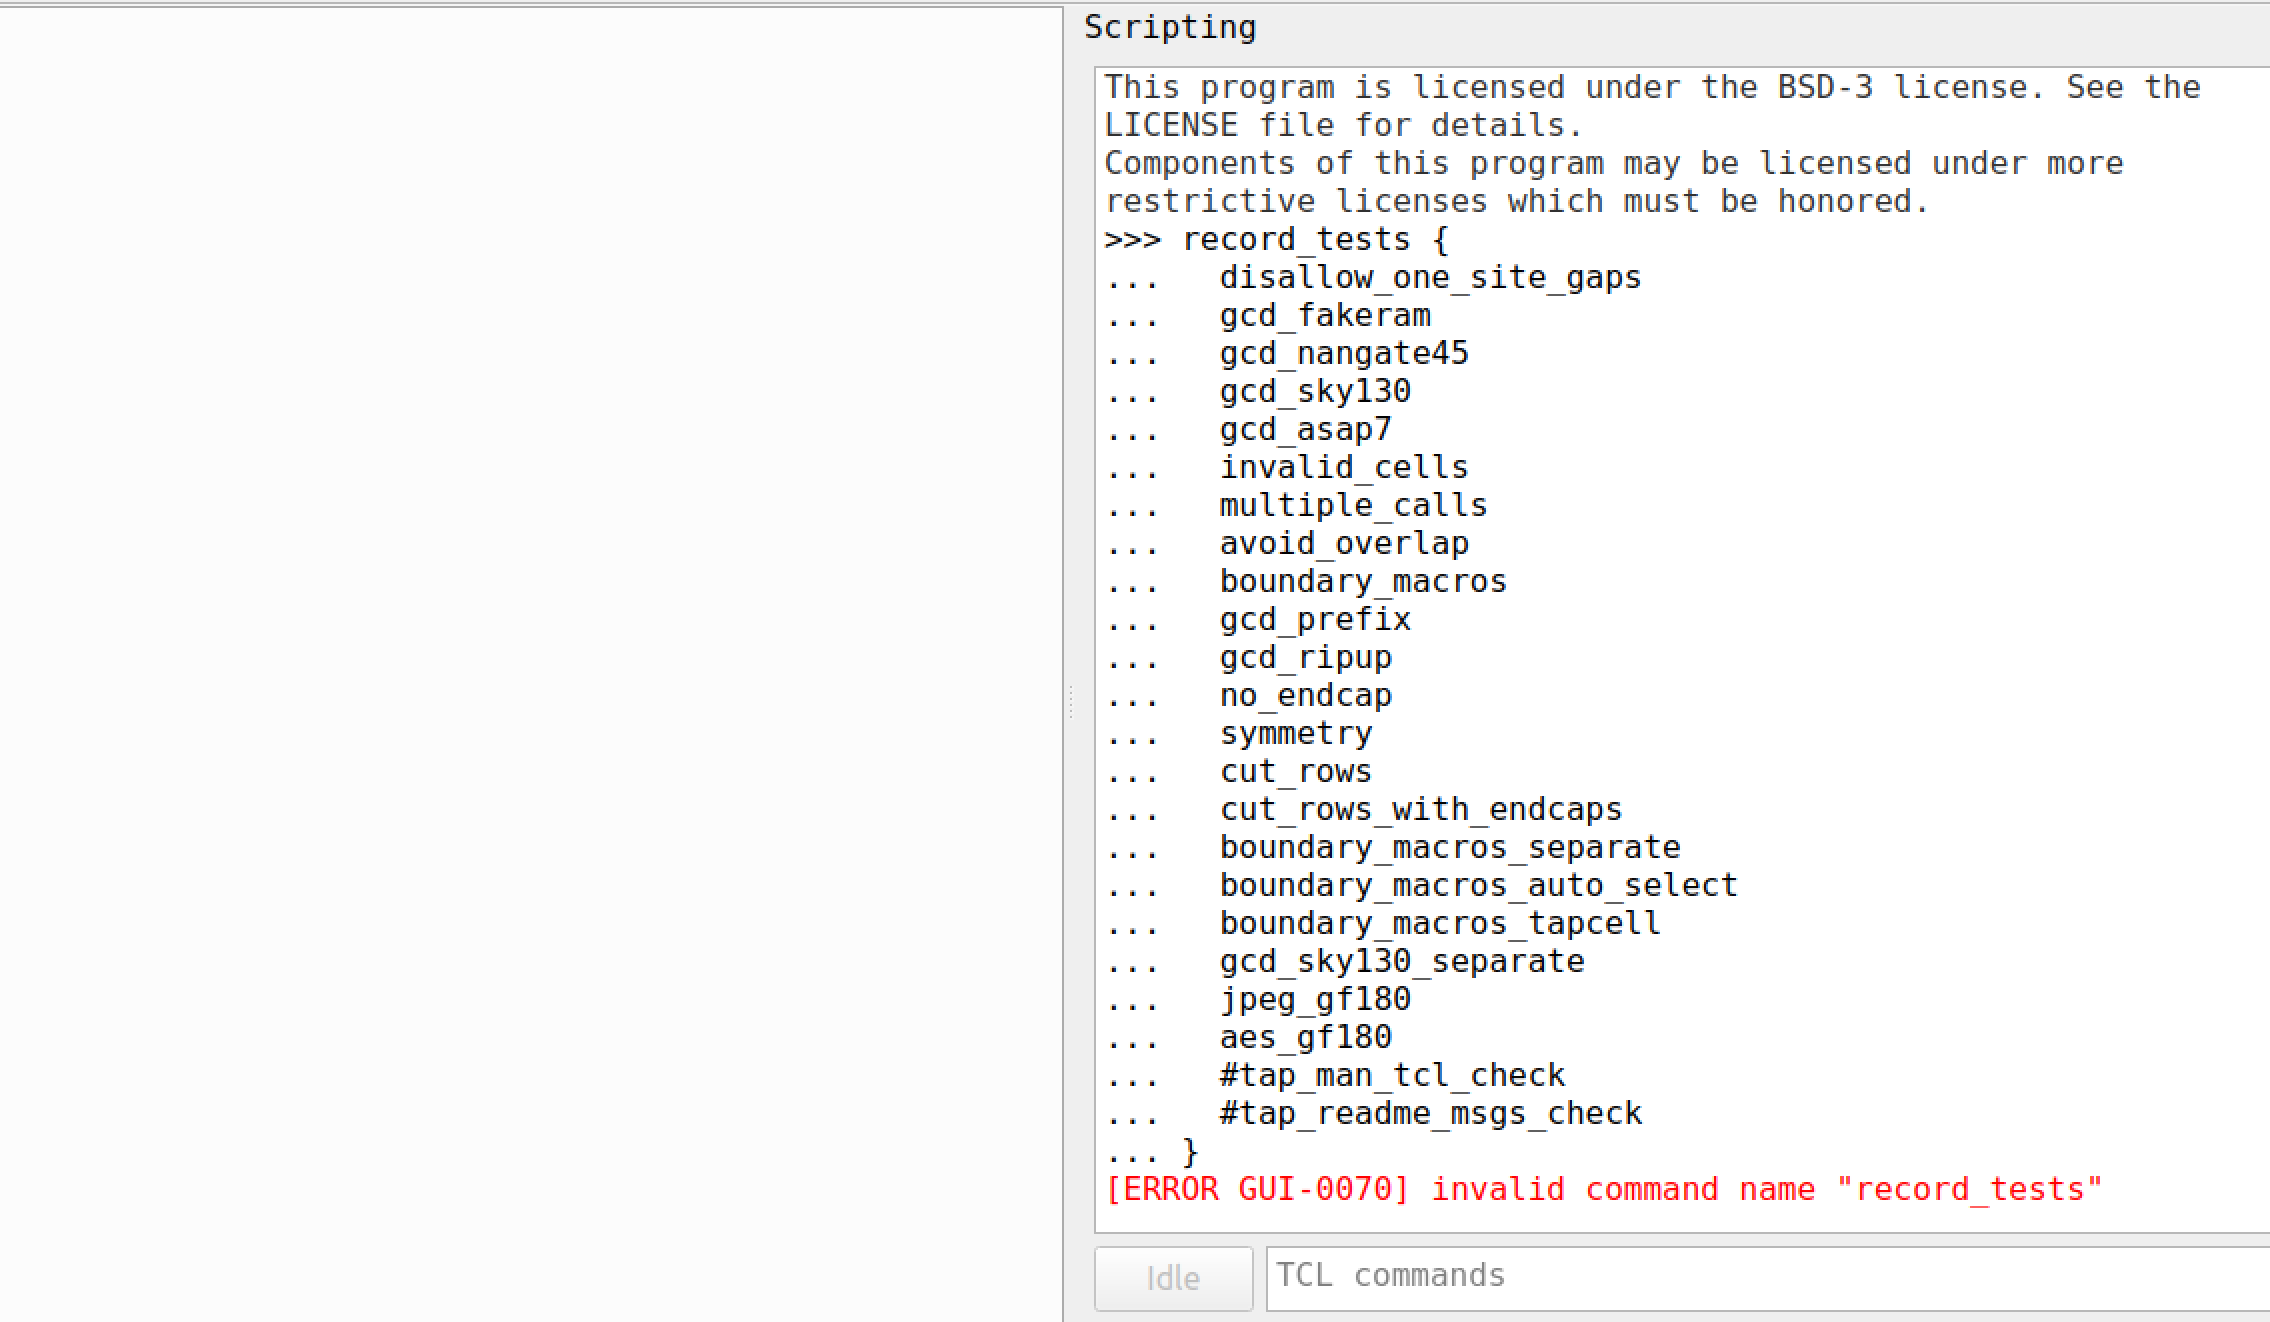 Scripting
This program is licensed under the BSD-3 license. See the
LICENSE file for details.
Components of this program may be licensed under more
restrictive licenses which must be honored.
>>> record_tests {
...   disallow_one_site_gaps
...   gcd_fakeram
...   gcd_nangate45
...   gcd_sky130
...   gcd_asap7
...   invalid_cells
...   multiple_calls
...   avoid_overlap
...   boundary_macros
...   gcd_prefix
...   gcd_ripup
...   no_endcap
...   symmetry
...   cut_rows
...   cut_rows_with_endcaps
...   boundary_macros_separate
...   boundary_macros_auto_select
...   boundary_macros_tapcell
...   gcd_sky130_separate
...   jpeg_gf180
...   aes_gf180
...   #tap_man_tcl_check
...   #tap_readme_msgs_check
... }
[ERROR GUI-0070] invalid command name "record_tests"
Idle
TCL commands